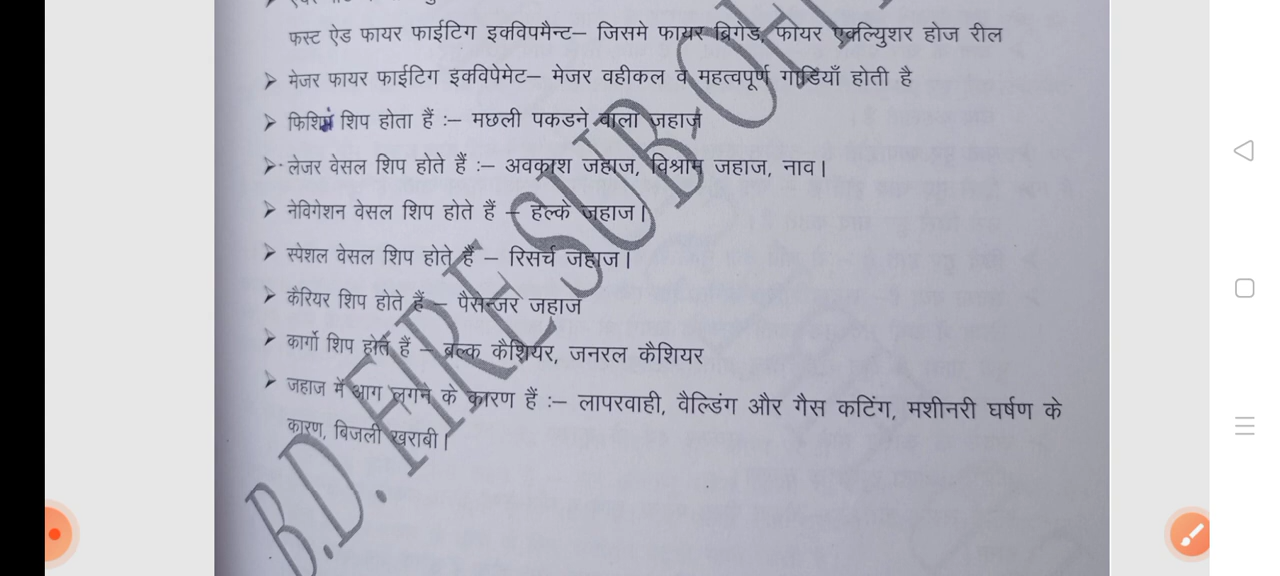 फस्ट ऐड फायर फाईटिग इक्विपमैन्ट– जिसमे फायर ब्रिगेड, फोयर एक्ल्युिशर होज रील
➤ मेजर फायर फाईटिग इक्विपेमेट– मेजर वहीकल व महत्वपूर्ण गाडियाँ होती है
➤ फिशिंग शिप होता हैं :– मछली पकडने वाला जहाज
➤ लेजर वेसल शिप होते हैं :– अवकाश जहाज, विश्राम जहाज, नाव।
➤ नेविगेशन वेसल शिप होते हैं – हल्के जहाज।
➤ स्पेशल वेसल शिप होते हैं – रिसर्च जहाज।
➤ कैरियर शिप होते हैं – पैसेन्जर जहाज
➤ कार्गो शिप होते हैं – ब्रल्क कैशियर, जनरल कैशियर
➤ जहाज में आग लगने के कारण हैं :– लापरवाही, वैल्डिंग और गैस कटिंग, मशीनरी घर्षण के
कारण, बिजली खराबी।
B.D. FIRE SUB-OFF